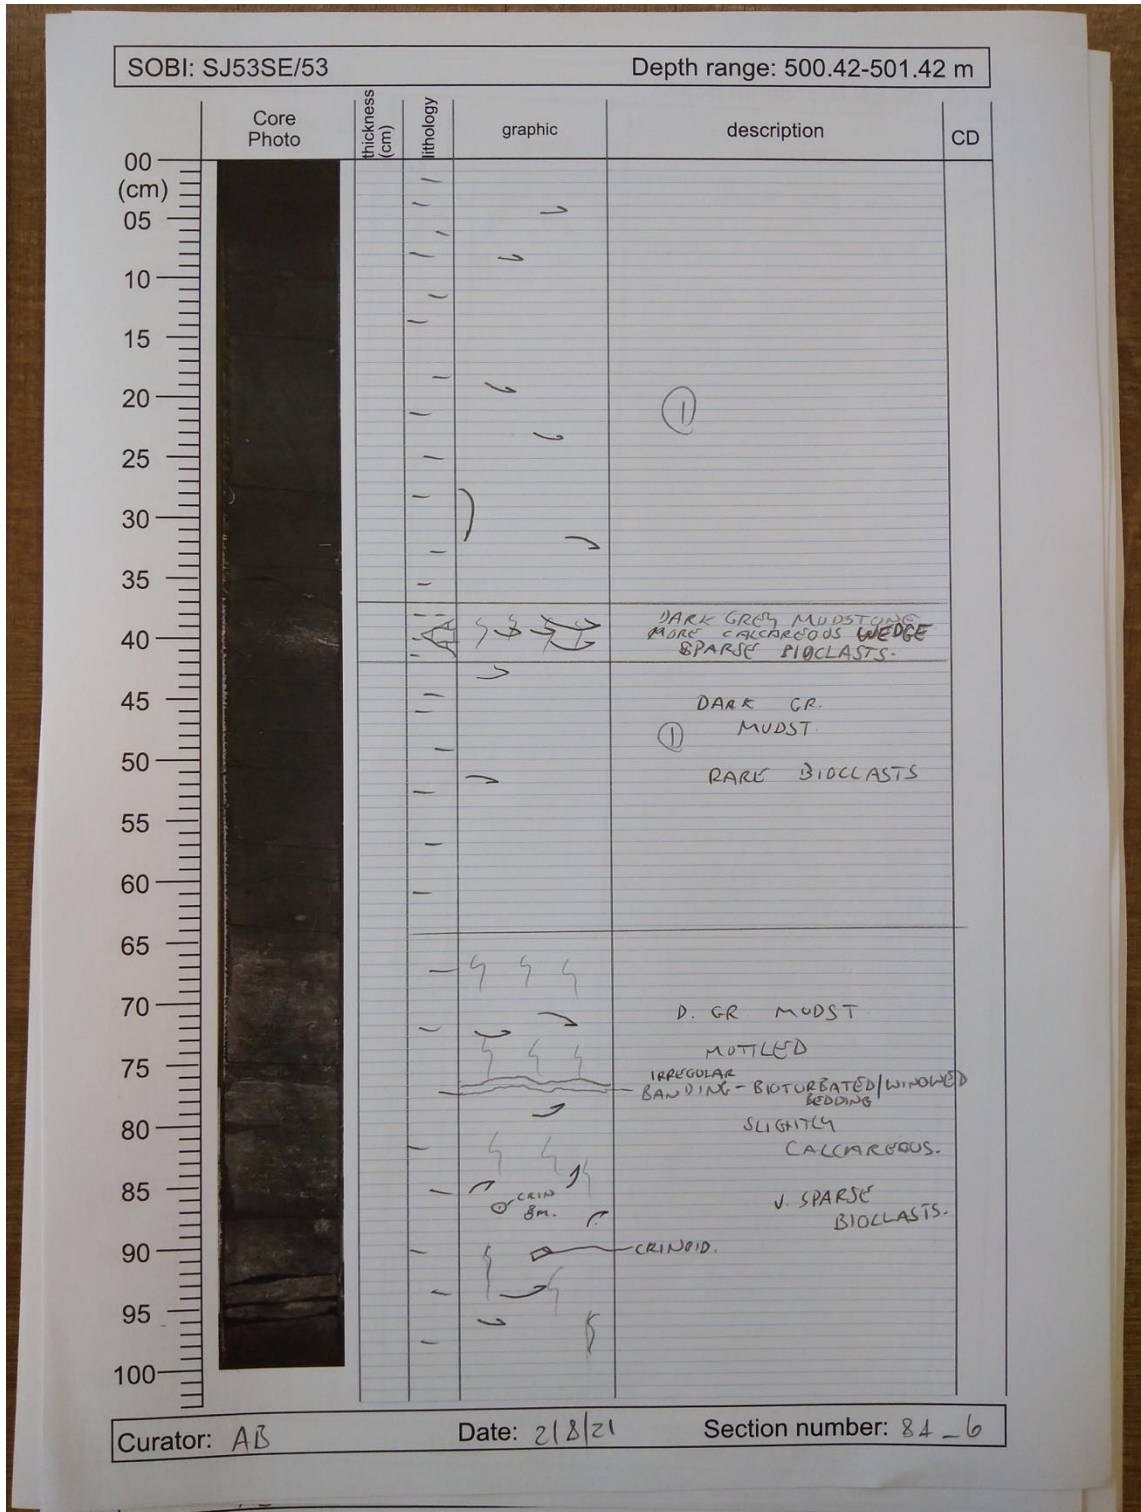 SOBI: SJ53SE/53
Depth range: 500.42-501.42 m
Core Photo
thickness (cm)
lithology
graphic
description
CD
00
(cm)
05
10
15
20
25
30
35
40
45
50
55
60
65
70
75
80
85
90
95
100
1
DARK GREY MUDSTONE
MORE CALCAREOUS WEDGE
SPARSE BIOCLASTS.
DARK GR.
1 MUDST.
RARE BIOCLASTS
D. GR MUDST
MOTTLED
IRREGULAR
BANDING - BIOTURBATED/WINOWED
BEDDING
SLIGHTLY
CALCAREOUS.
CRIN
8m.
V. SPARSE
BIOCLASTS.
CRINOID.
Curator: AB
Date: 2/8/21
Section number: 84_6